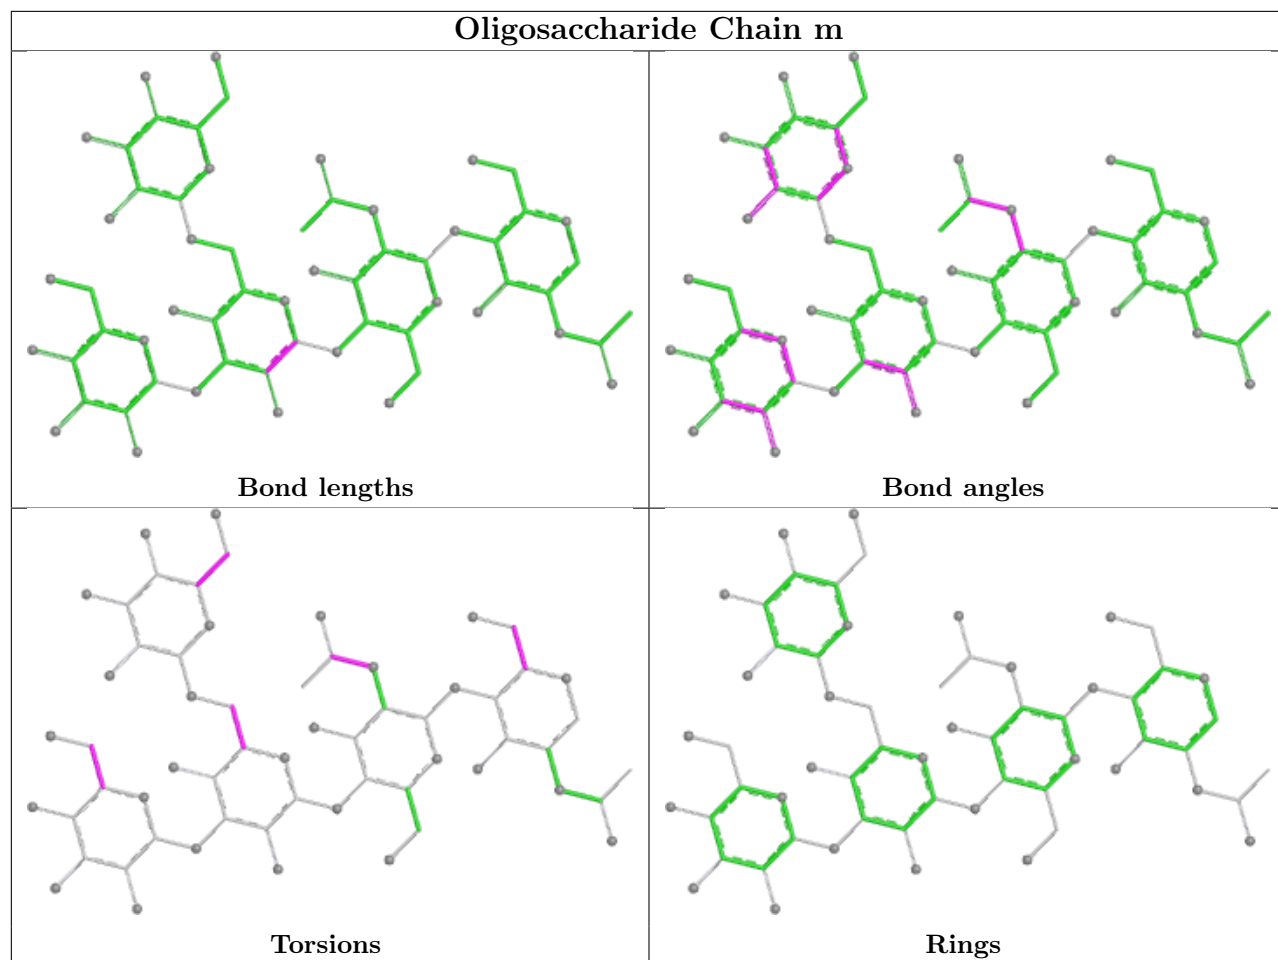 Oligosaccharide Chain m
Bond lengths
Bond angles
Torsions
Rings